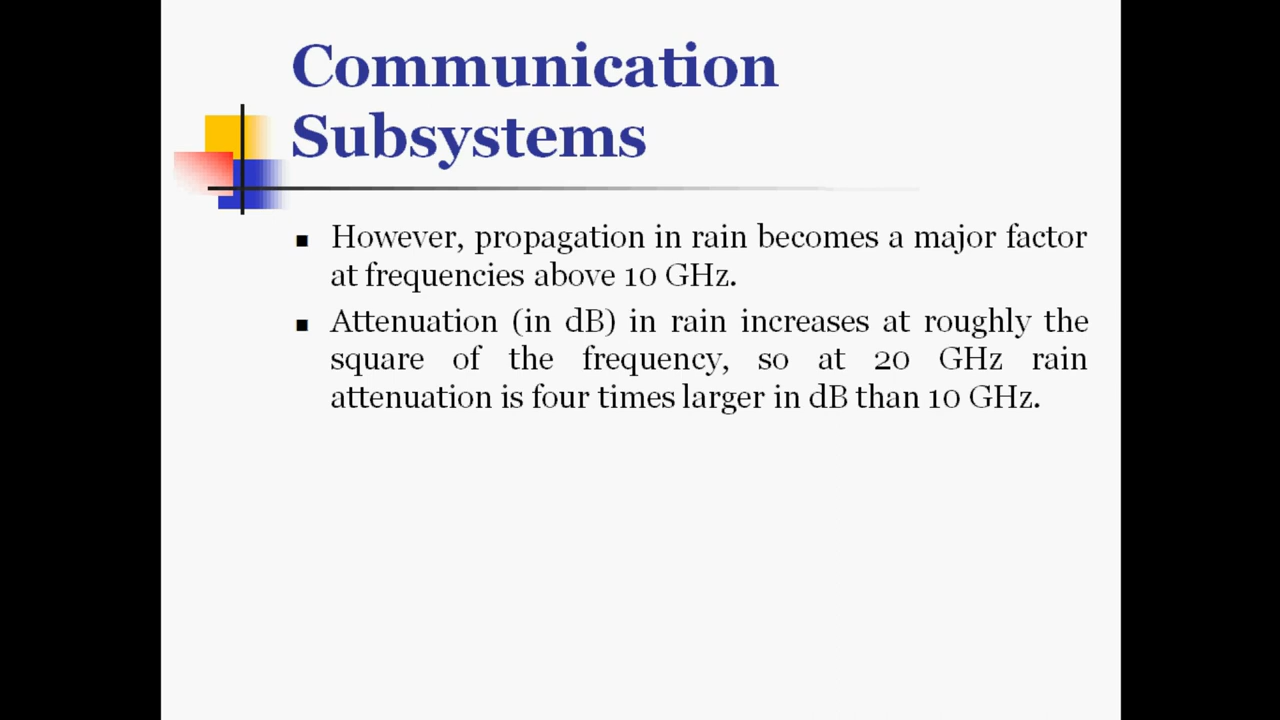 Communication
Subsystems
However, propagation in rain becomes a major factor
at frequencies above 10 GHz.
Attenuation (in dB) in rain increases at roughly the
square of the frequency, so at 20 GHz rain
attenuation is four times larger in dB than 10 GHz.